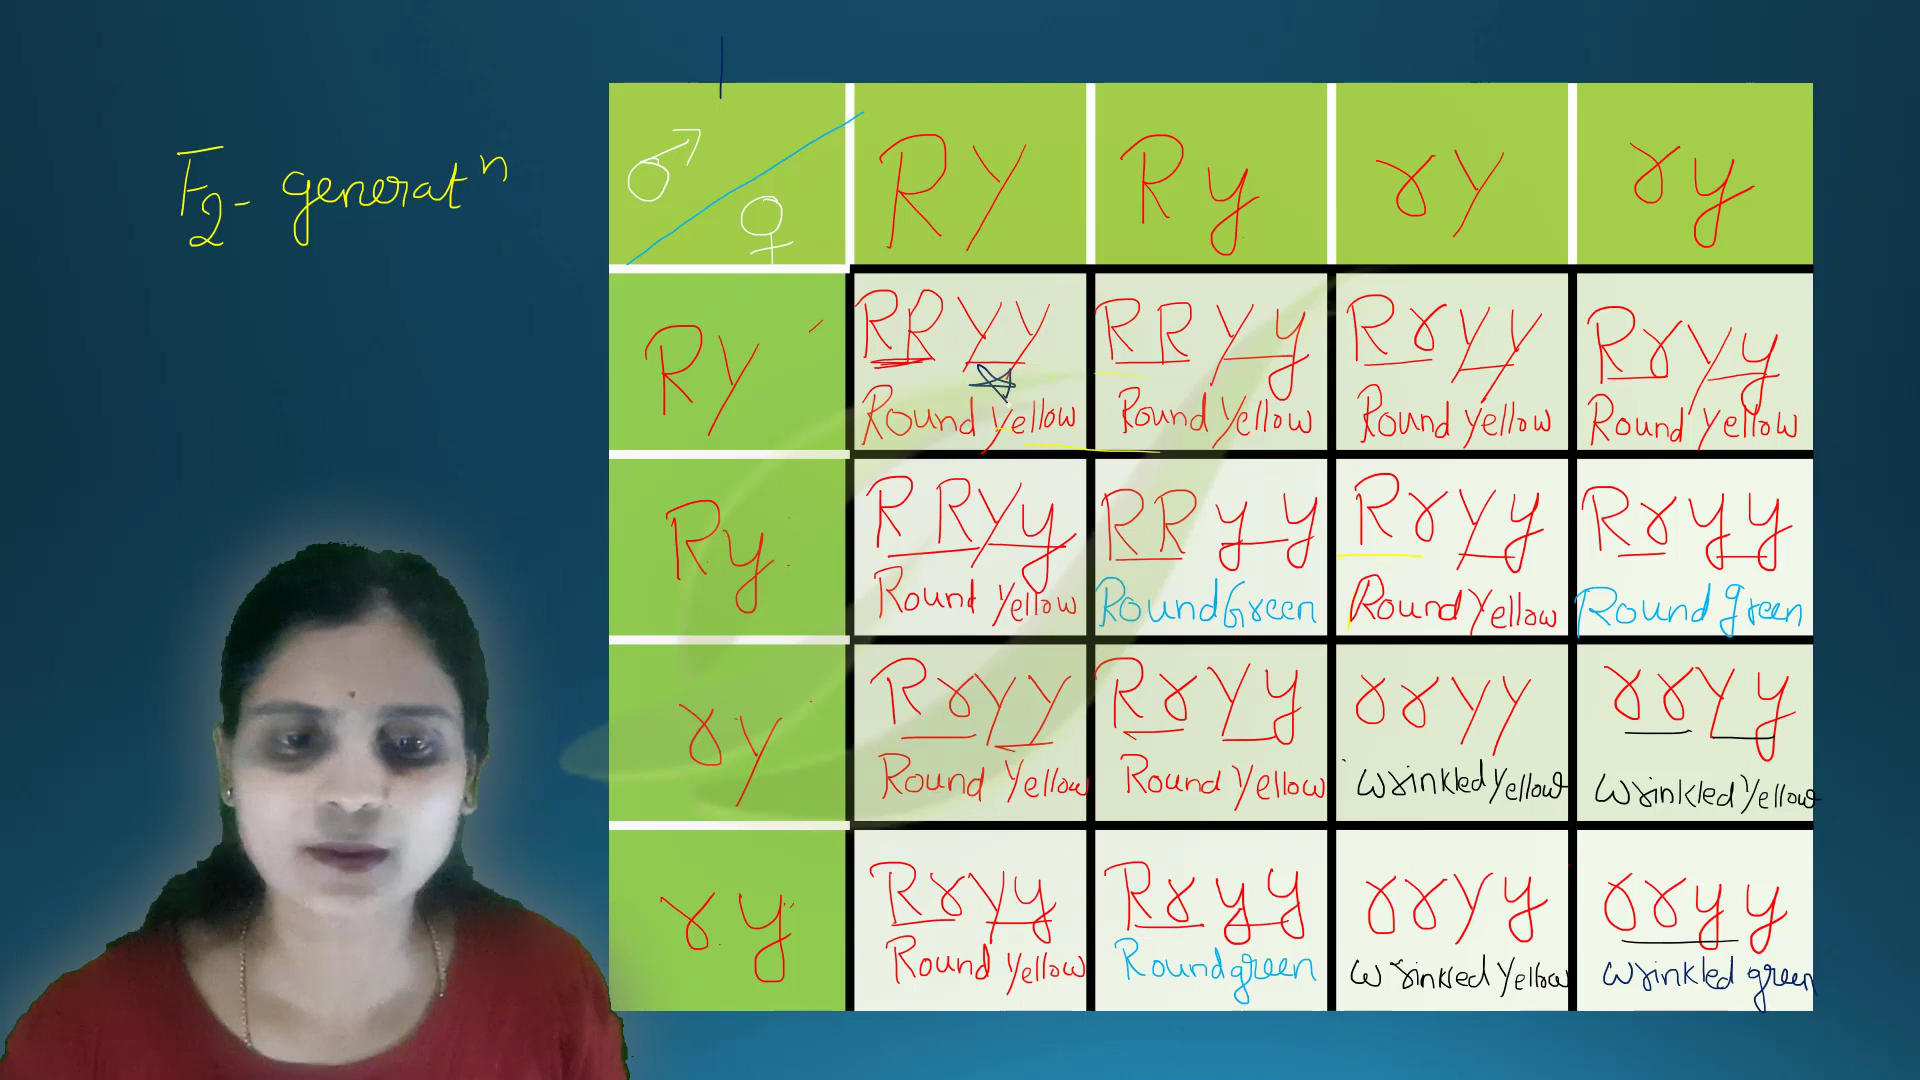 F2- generatⁿ
♂ ♀ RY Ry rY ry
RY RRYY RRYy RrYY RrYy
Round Yellow Round Yellow Round Yellow Round Yellow
Ry RRYy RRyy RrYy Rryy
Round Yellow Round Green Round Yellow Round green
rY RrYY RrYy rrYY rrYy
Round Yellow Round Yellow Wrinkled Yellow Wrinkled Yellow
ry RrYy Rryy rrYy rryy
Round Yellow Round green Wrinkled Yellow Wrinkled green